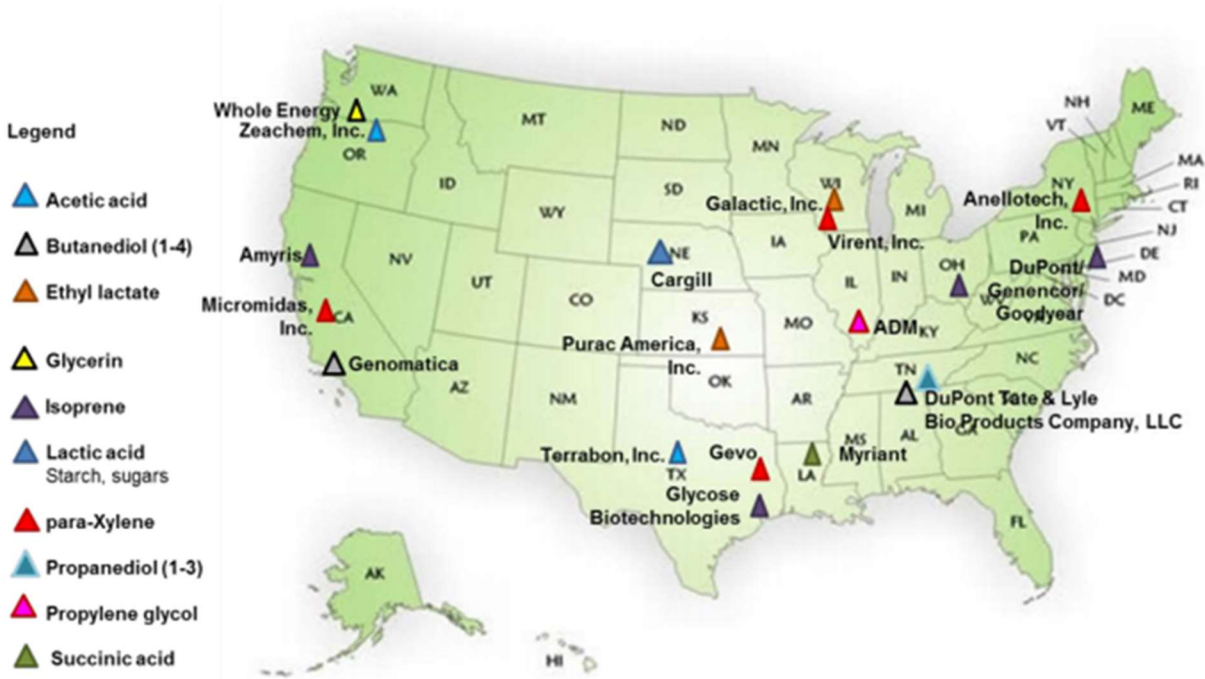 Legend
Acetic acid
Butanediol (1-4)
Ethyl lactate
Glycerin
Isoprene
Lactic acid
Starch, sugars
para-Xylene
Propanediol (1-3)
Propylene glycol
Succinic acid
WA
Whole Energy
Zeachem, Inc.
OR
MT
ID
ND
MN
SD
WY
WI
Galactic, Inc.
Virent, Inc.
MI
NH
VT
ME
MA
RI
CT
NJ
DE
MD
DC
NY
Anellotech,
Inc.
PA
Amyris
NV
UT
NE
Cargill
IA
IL
IN
OH
DuPont/
Genencor/
Goodyear
WV
Micromidas,
Inc.
CA
Genomatica
CO
KS
MO
ADM
KY
Purac America,
Inc.
OK
AZ
NM
AR
TN
NC
DuPont Tate & Lyle
Bio Products Company, LLC
MS
AL
GA
Terrabon, Inc.
TX
Gevo
Glycose
Biotechnologies
LA
Myriant
FL
AK
HI